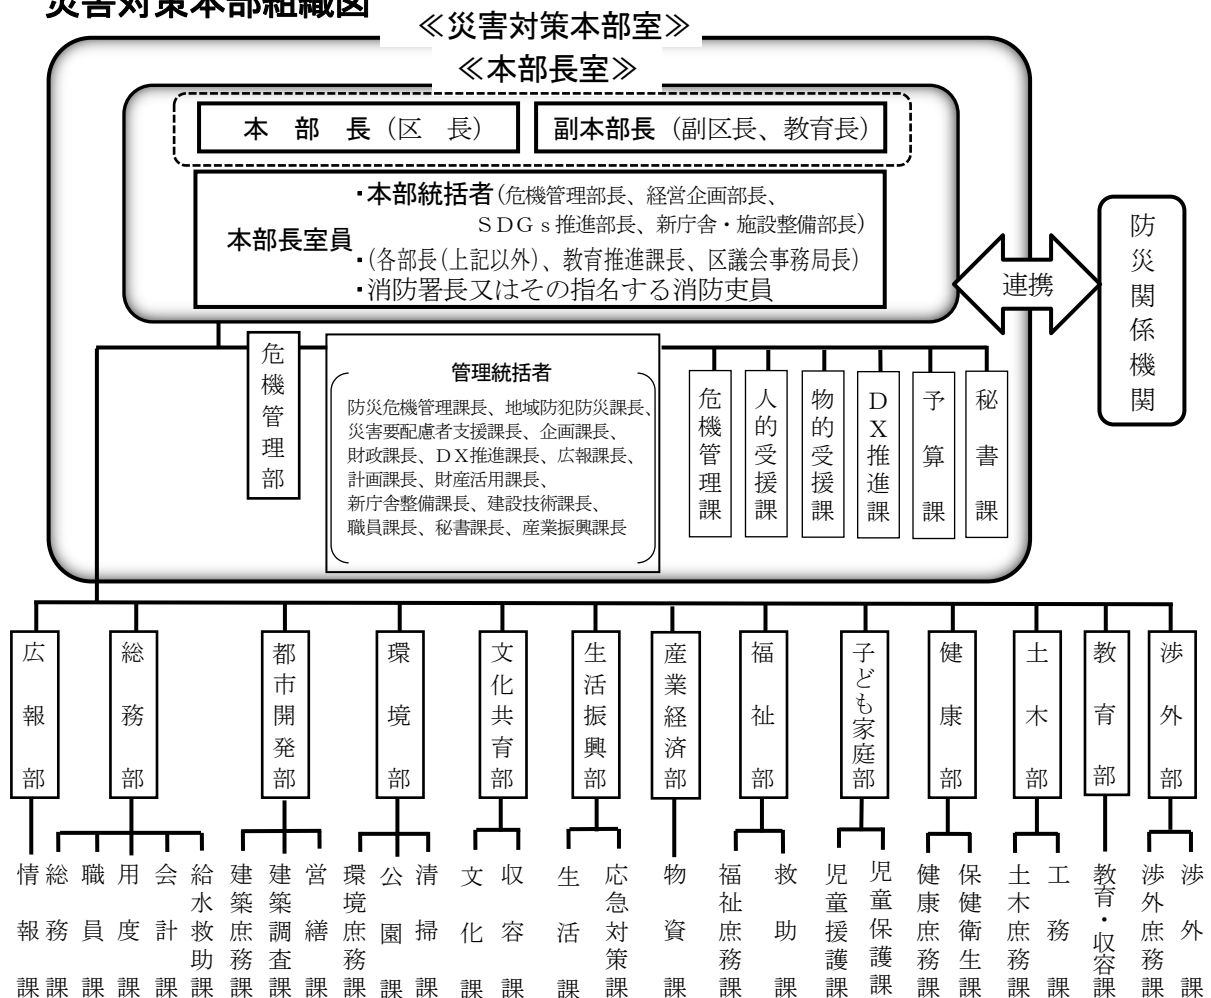 災害対策本部組織図
≪災害対策本部室≫
≪本部長室≫
本 部 長（区 長）
副本部長（副区長、教育長）
本部長室員
・本部統括者（危機管理部長、経営企画部長、
ＳＤＧｓ推進部長、新庁舎・施設整備部長）
・（各部長（上記以外）、教育推進課長、区議会事務局長）
・消防署長又はその指名する消防吏員
連携
防災関係機関
危機管理部
管理統括者
防災危機管理課長、地域防犯防災課長、
災害要配慮者支援課長、企画課長、
財政課長、ＤＸ推進課長、広報課長、
計画課長、財産活用課長、
新庁舎整備課長、建設技術課長、
職員課長、秘書課長、産業振興課長
危機管理課
人的受援課
物的受援課
ＤＸ推進課
予算課
秘書課
広報部
総務部
都市開発部
環境部
文化共育部
生活振興部
産業経済部
福祉部
子ども家庭部
健康部
土木部
教育部
渉外部
情報課
総務課
職員課
用度課
会計課
給水救助課
建築庶務課
建築調査課
営繕課
環境庶務課
公園課
清掃課
文化課
収容課
生活課
応急対策課
物資課
福祉庶務課
救助課
児童援護課
児童保護課
健康庶務課
保健衛生課
土木庶務課
工務課
教育・収容課
渉外庶務課
渉外課